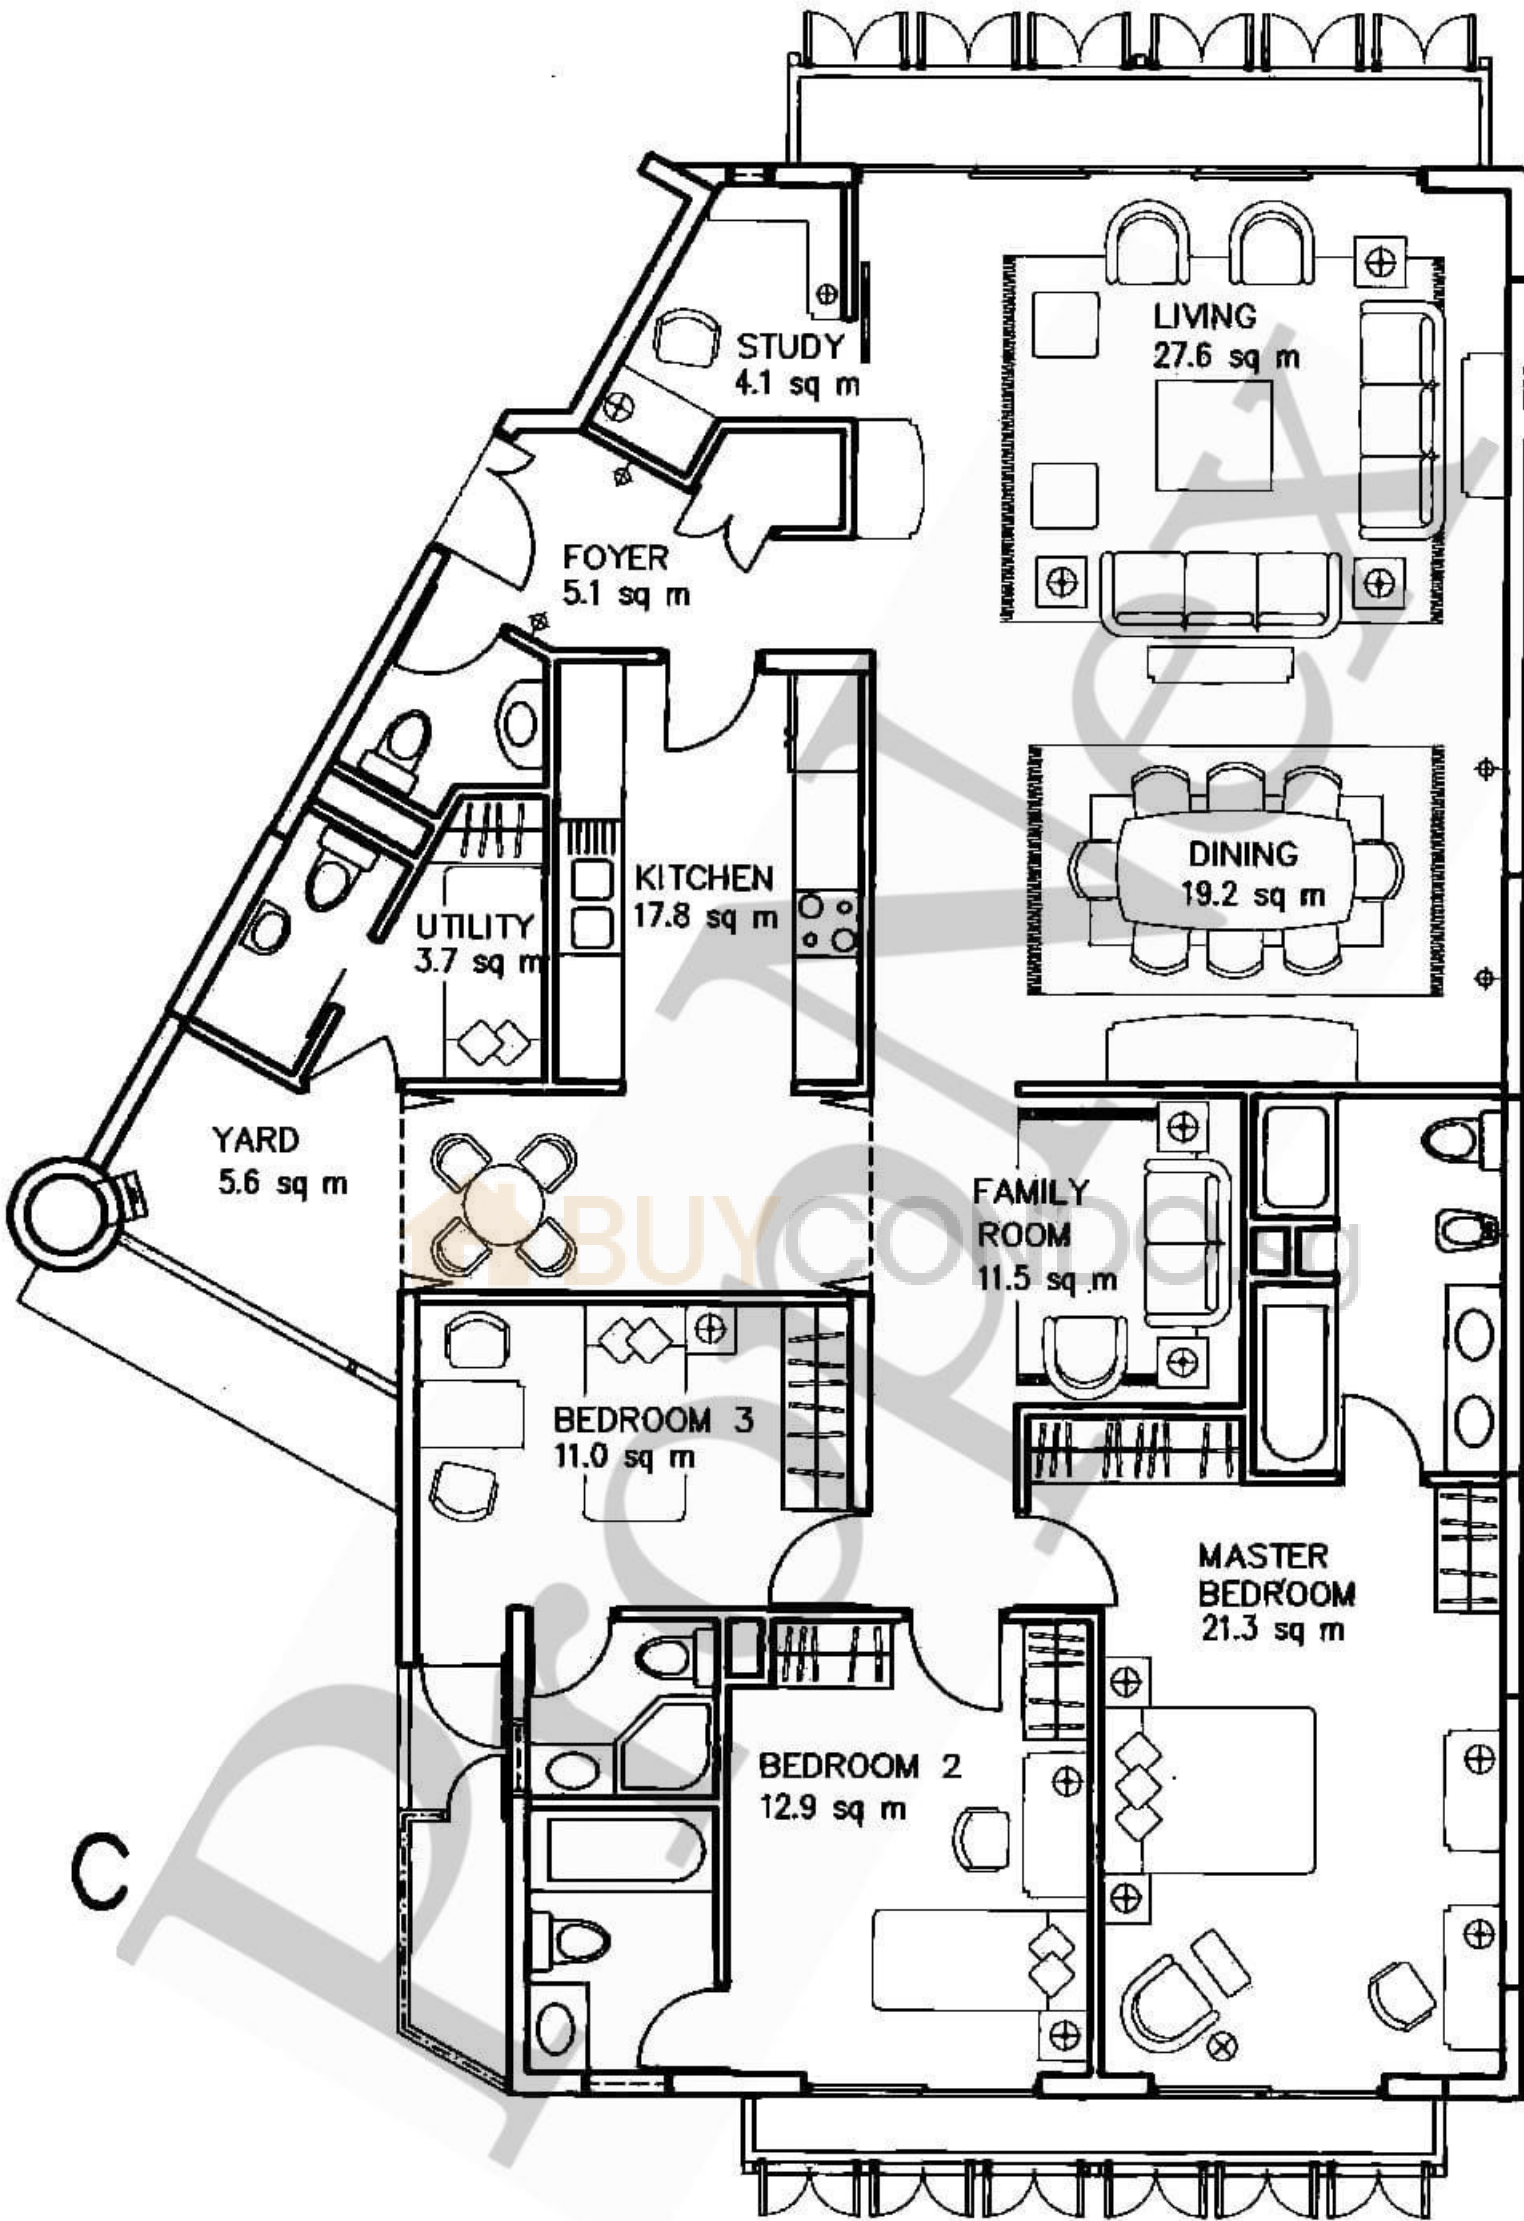 STUDY
4.1 sq m
LIVING
27.6 sq m
FOYER
5.1 sq m
KITCHEN
17.8 sq m
DINING
19.2 sq m
UTILITY
3.7 sq m
YARD
5.6 sq m
FAMILY
ROOM
11.5 sq m
BUYCONDO.sg
BEDROOM 3
11.0 sq m
MASTER
BEDROOM
21.3 sq m
BEDROOM 2
12.9 sq m
C
PropNex